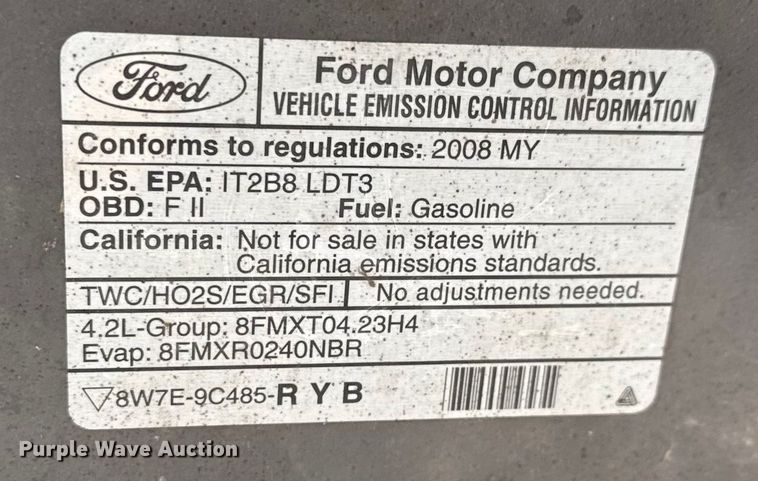 Ford
Ford Motor Company
VEHICLE EMISSION CONTROL INFORMATION
Conforms to regulations: 2008 MY
U.S. EPA: IT2B8 LDT3
OBD: F II Fuel: Gasoline
California: Not for sale in states with
California emissions standards.
TWC/HO2S/EGR/SFI No adjustments needed.
4.2L-Group: 8FMXT04.23H4
Evap: 8FMXR0240NBR
8W7E-9C485-R Y B
Purple Wave Auction